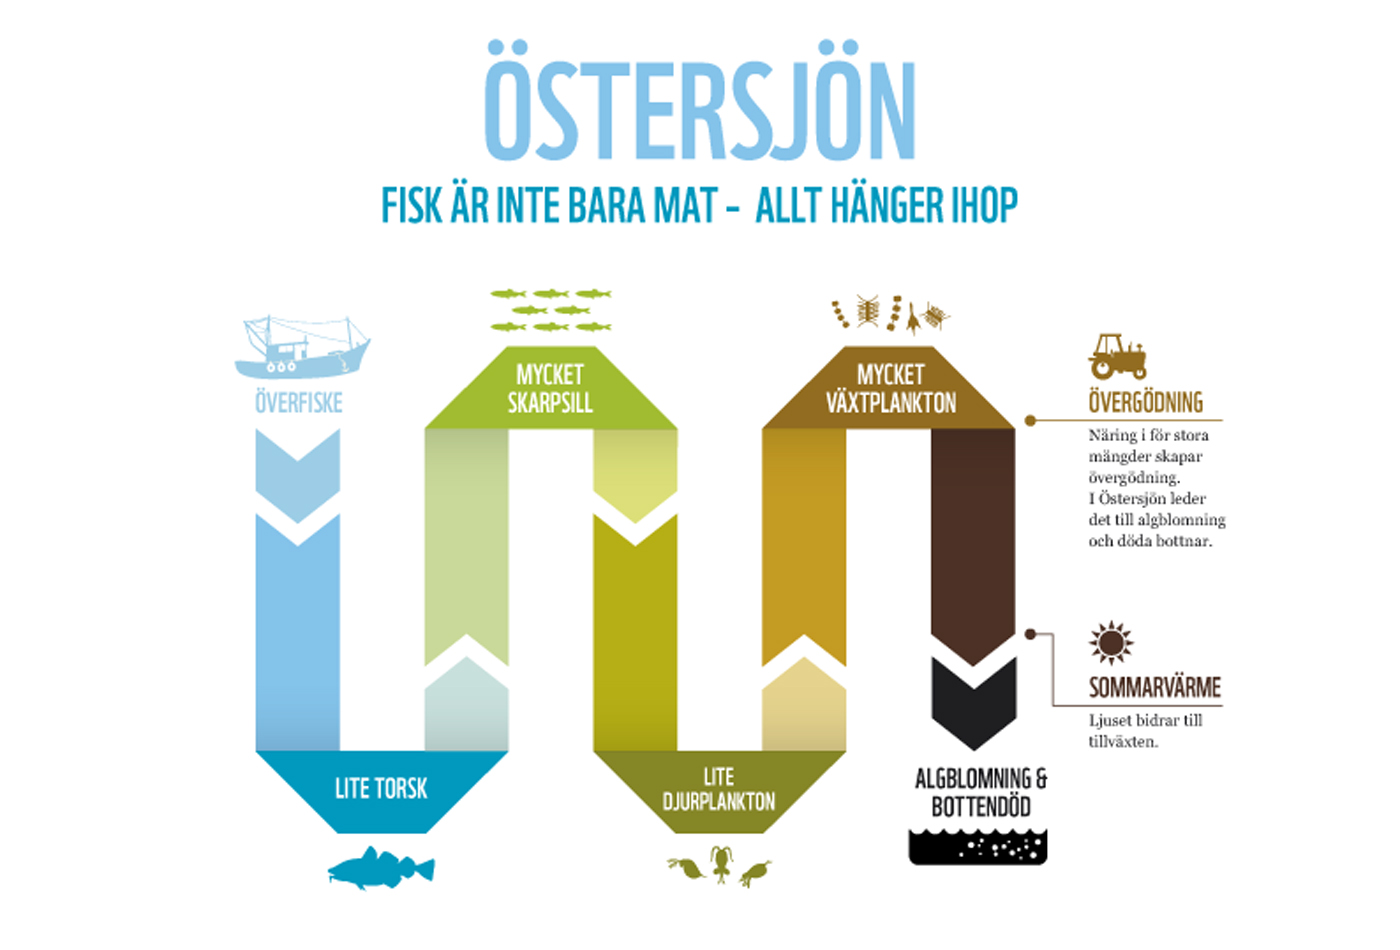 ÖSTERSJÖN
FISK ÄR INTE BARA MAT - ALLT HÄNGER IHOP
ÖVERFISKE
MYCKET
SKARPSILL
MYCKET
VÄXTPLANKTON
ÖVERGÖDNING
Näring i för stora
mängder skapar
övergödning.
I Östersjön leder
det till algblomning
och döda bottnar.
SOMMARVÄRME
Ljuset bidrar till
tillväxten.
LITE TORSK
LITE
DJURPLANKTON
ALGBLOMNING &
BOTTENDÖD